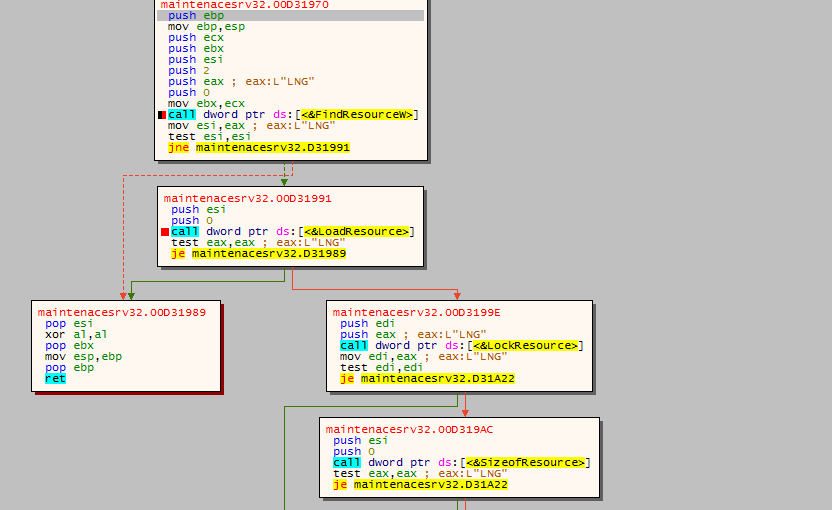 maintenacesrv32.00D31970
push ebp
mov ebp,esp
push ecx
push ebx
push esi
push 2
push eax ; eax:L"LNG"
push 0
mov ebx,ecx
call dword ptr ds:[<&FindResourceW>]
mov esi,eax ; eax:L"LNG"
test esi,esi
jne maintenacesrv32.D31991
maintenacesrv32.00D31991
push esi
push 0
call dword ptr ds:[<&LoadResource>]
test eax,eax ; eax:L"LNG"
je maintenacesrv32.D31989
maintenacesrv32.00D31989
pop esi
xor al,al
pop ebx
mov esp,ebp
pop ebp
ret
maintenacesrv32.00D3199E
push edi
push eax ; eax:L"LNG"
call dword ptr ds:[<&LockResource>]
mov edi,eax ; eax:L"LNG"
test edi,edi
je maintenacesrv32.D31A22
maintenacesrv32.00D319AC
push esi
push 0
call dword ptr ds:[<&SizeofResource>]
test eax,eax ; eax:L"LNG"
je maintenacesrv32.D31A22